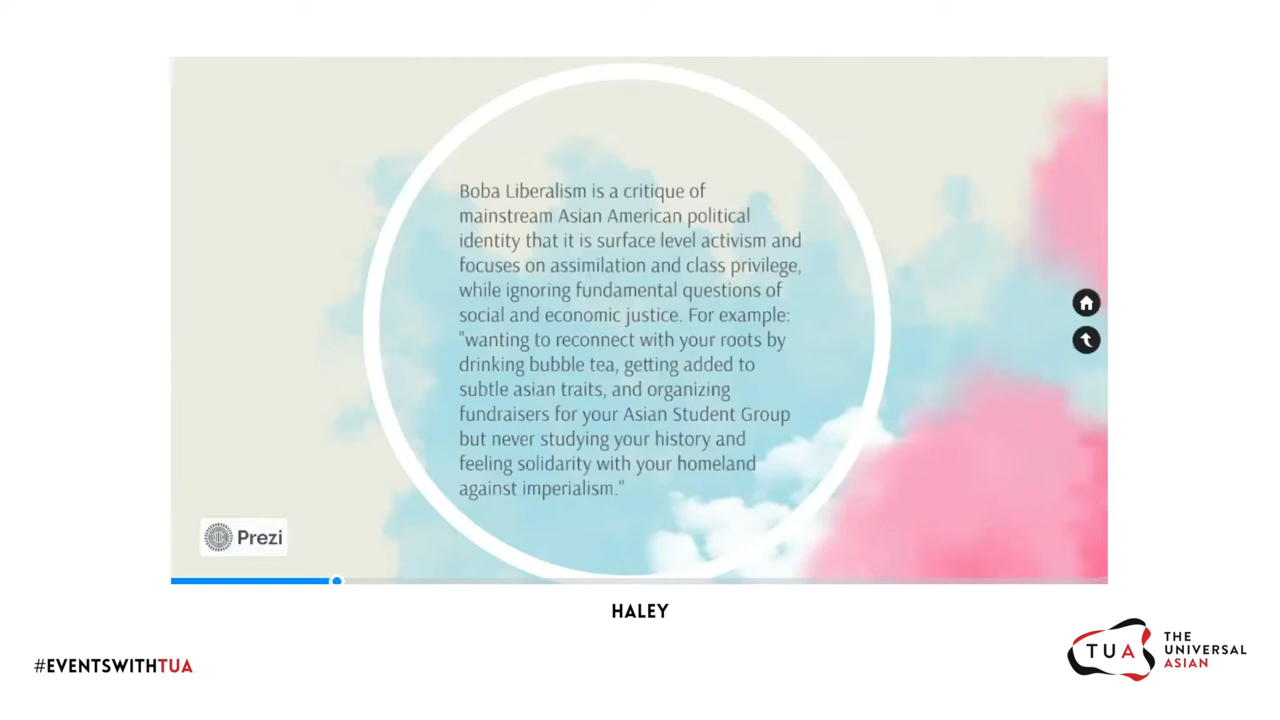 Boba Liberalism is a critique of
mainstream Asian American political
identity that it is surface level activism and
focuses on assimilation and class privilege,
while ignoring fundamental questions of
social and economic justice. For example:
"wanting to reconnect with your roots by
drinking bubble tea, getting added to
subtle asian traits, and organizing
fundraisers for your Asian Student Group
but never studying your history and
feeling solidarity with your homeland
against imperialism."
Prezi
HALEY
#EVENTSWITHTUA
TUA
THE
UNIVERSAL
ASIAN